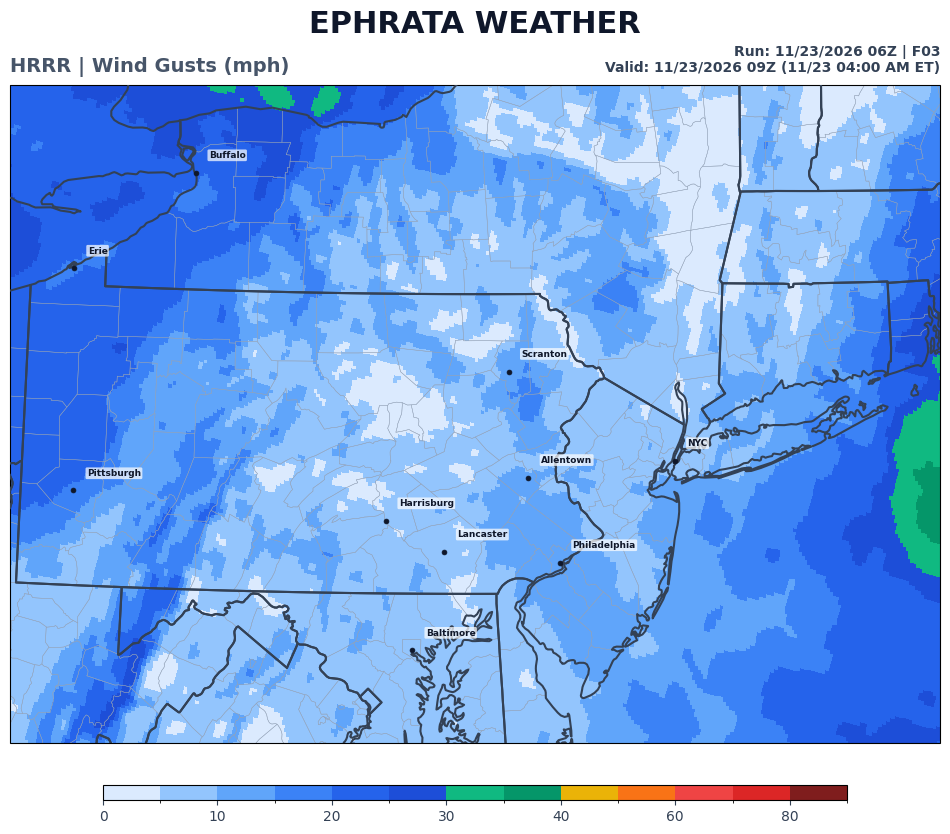 EPHRATA WEATHER
HRRR | Wind Gusts (mph)
Run: 11/23/2026 06Z | F03
Valid: 11/23/2026 09Z (11/23 04:00 AM ET)
Buffalo
Erie
Scranton
NYC
Allentown
Pittsburgh
Harrisburg
Lancaster
Philadelphia
Baltimore
0 10 20 30 40 50 60 70 80